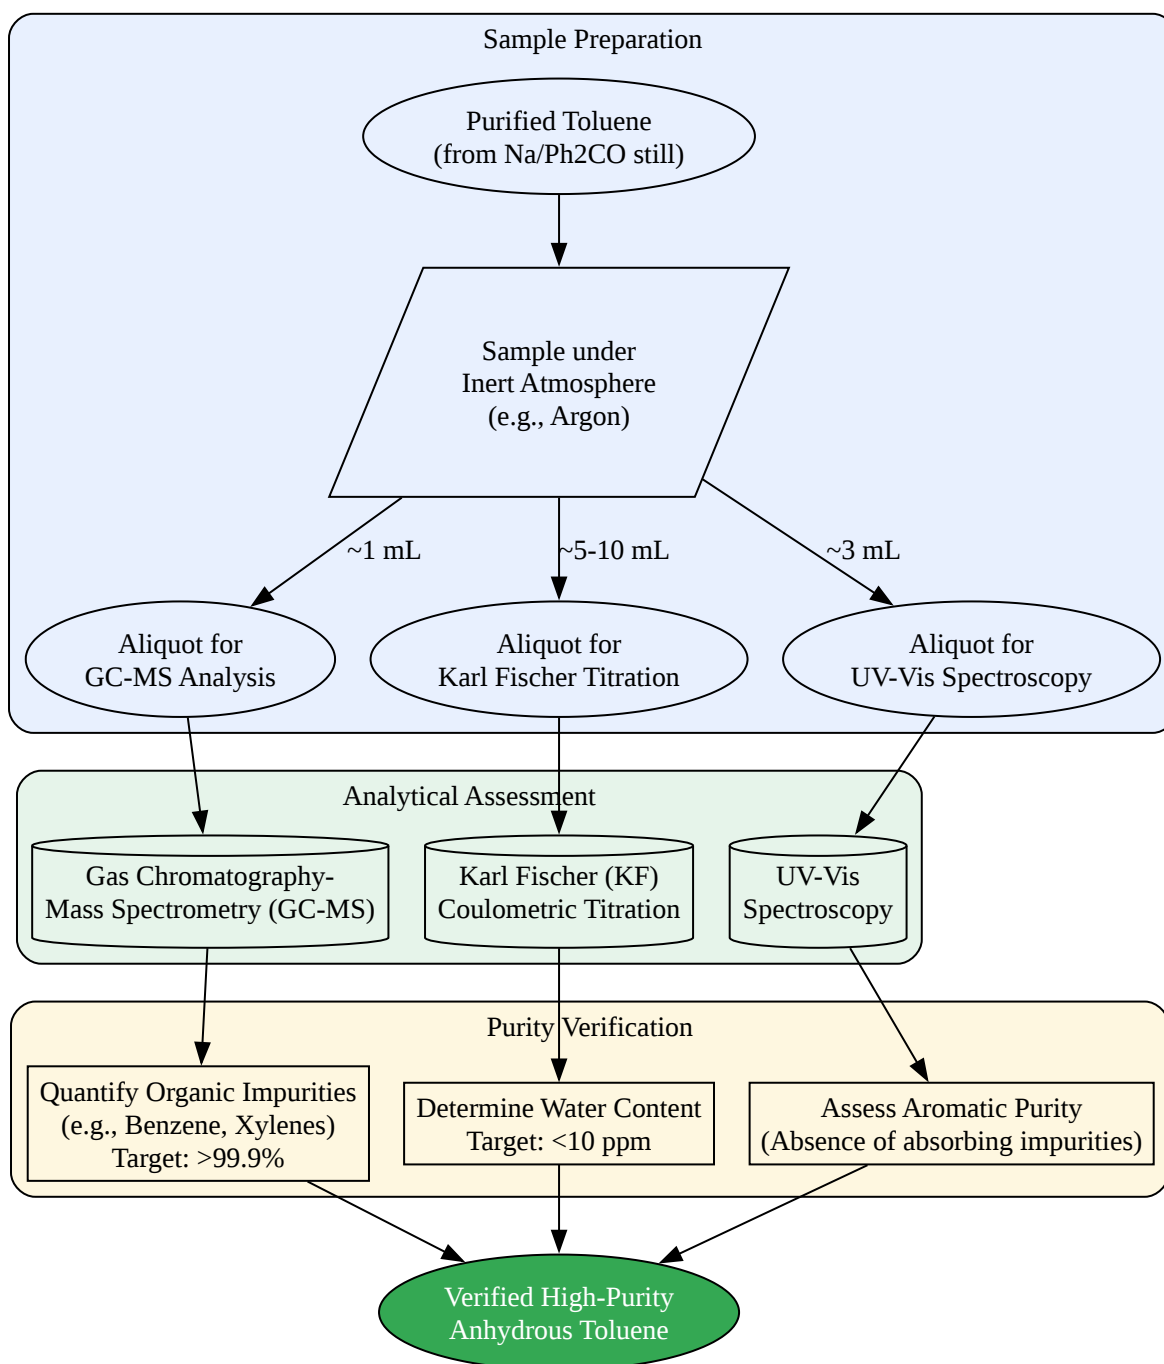 Sample Preparation
Purified Toluene
(from Na/Ph2CO still)
Sample under
Inert Atmosphere
(e.g., Argon)
~1 mL
~5-10 mL
~3 mL
Aliquot for
GC-MS Analysis
Aliquot for
Karl Fischer Titration
Aliquot for
UV-Vis Spectroscopy
Analytical Assessment
Gas Chromatography-
Mass Spectrometry (GC-MS)
Karl Fischer (KF)
Coulometric Titration
UV-Vis
Spectroscopy
Purity Verification
Quantify Organic Impurities
(e.g., Benzene, Xylenes)
Target: >99.9%
Determine Water Content
Target: <10 ppm
Assess Aromatic Purity
(Absence of absorbing impurities)
Verified High-Purity
Anhydrous Toluene